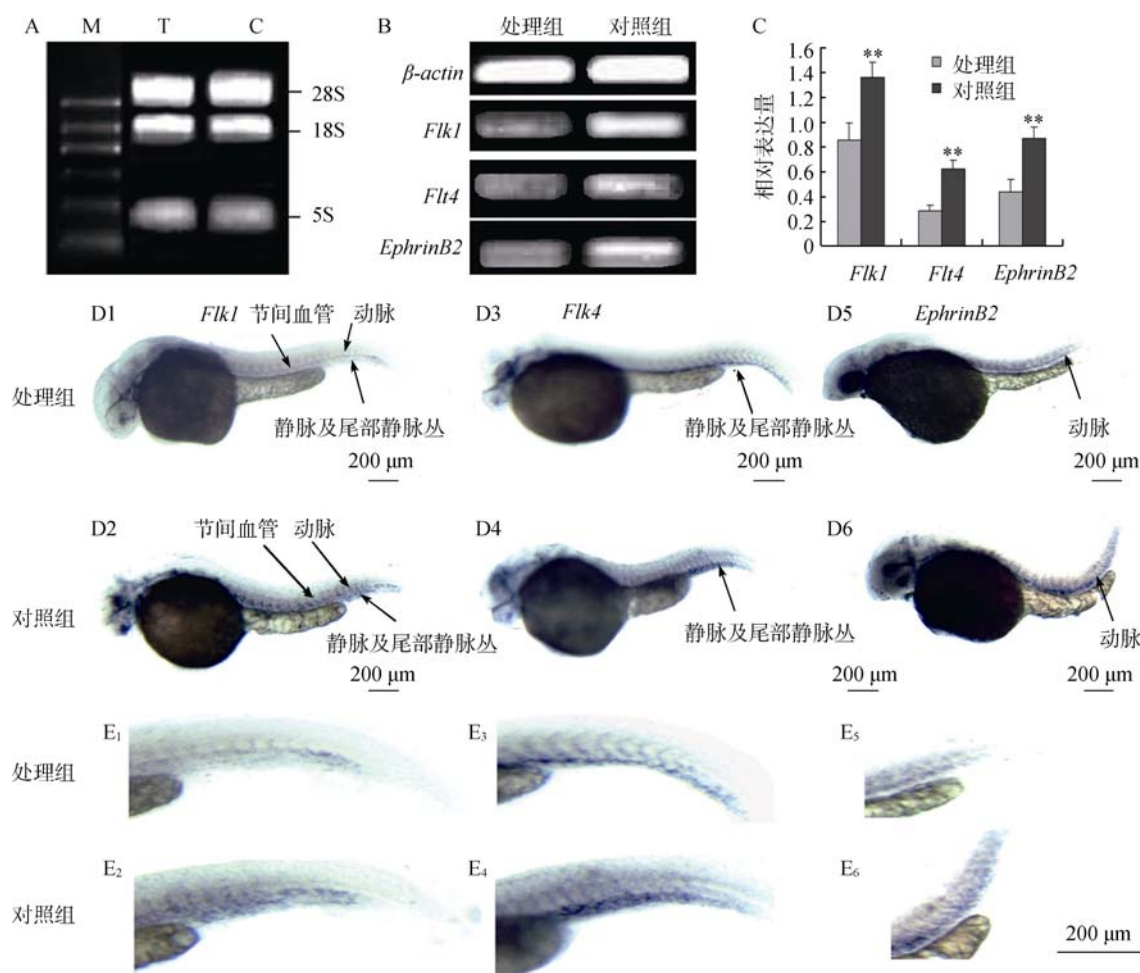 A M T C
28S
18S
5S
B 处理组 对照组
β-actin
Flk1
Flt4
EphrinB2
C
相对表达量
1.6
1.4
1.2
1.0
0.8
0.6
0.4
0.2
0
** ** **
处理组
对照组
Flk1 Flt4 EphrinB2
D1 Flk1 节间血管 动脉
D3 Flk4
D5 EphrinB2
处理组
静脉及尾部静脉丛 静脉及尾部静脉丛 动脉
200 μm 200 μm 200 μm
D2 节间血管 动脉
D4
D6
对照组
静脉及尾部静脉丛 静脉及尾部静脉丛 动脉
200 μm 200 μm 200 μm 200 μm
E1 E3 E5
处理组
E2 E4 E6
对照组
200 μm